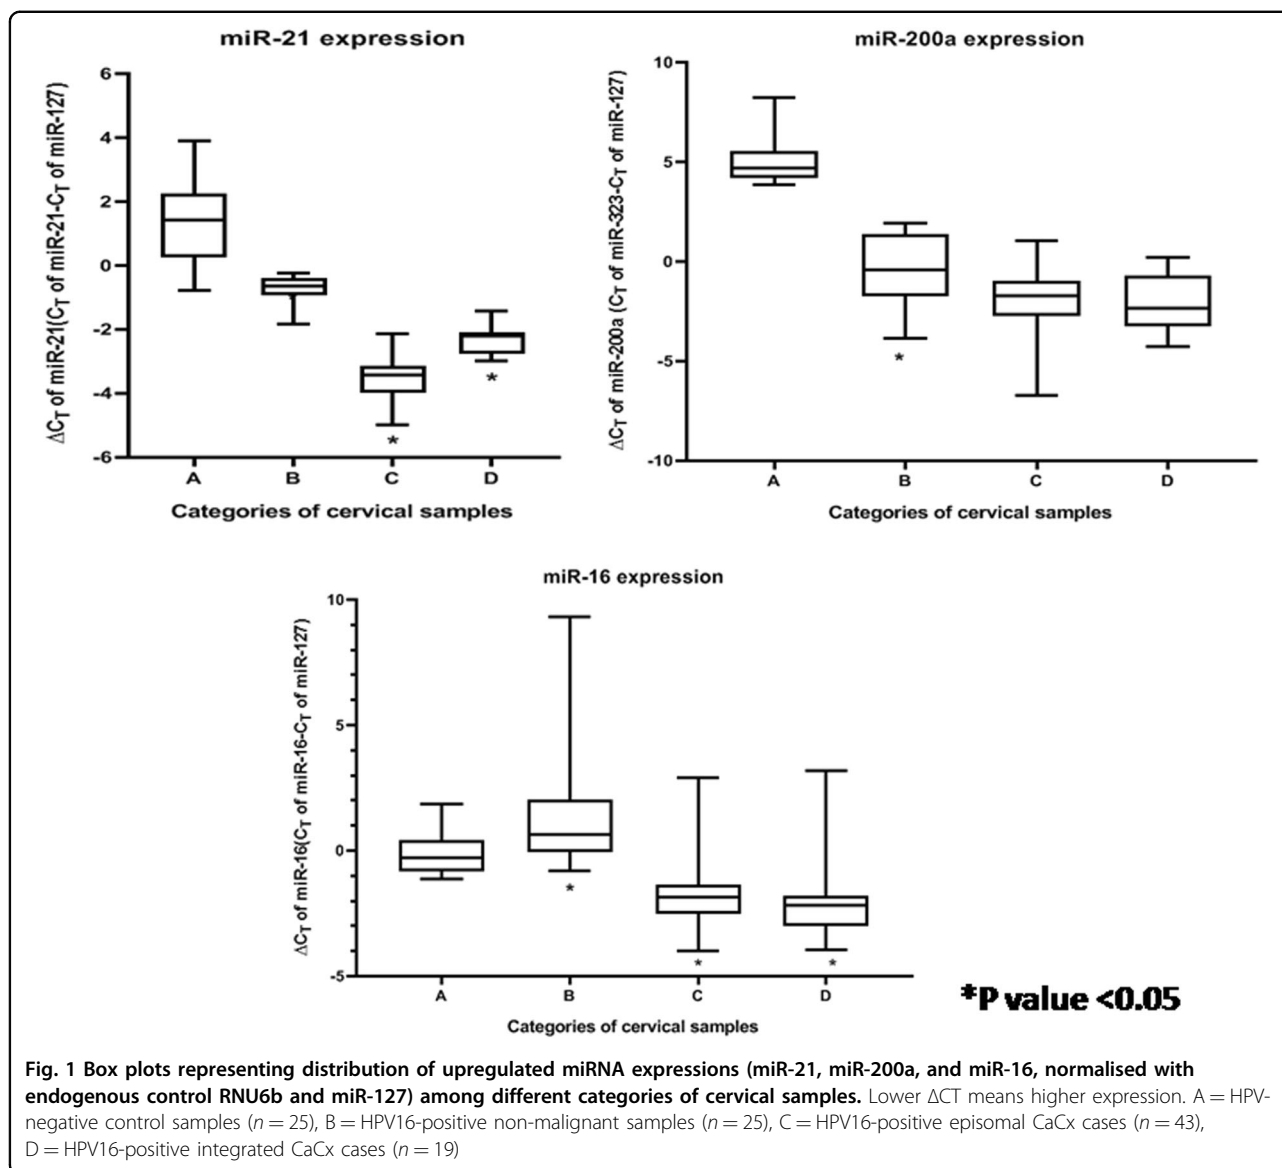 miR-21 expression
ΔCT of miR-21(CT of miR-21-CT of miR-127)
6
4
2
0
-2
-4
-6
*
*
*
A B C D
Categories of cervical samples
miR-200a expression
ΔCT of miR-200a (CT of miR-323-CT of miR-127)
10
5
0
-5
-10
*
A B C D
Categories of cervical samples
miR-16 expression
ΔCT of miR-16(CT of miR-16-CT of miR-127)
10
5
0
-5
*
*
*
A B C D
Categories of cervical samples
*P value <0.05
Fig. 1 Box plots representing distribution of upregulated miRNA expressions (miR-21, miR-200a, and miR-16, normalised with
endogenous control RNU6b and miR-127) among different categories of cervical samples. Lower ΔCT means higher expression. A = HPV-
negative control samples (n = 25), B = HPV16-positive non-malignant samples (n = 25), C = HPV16-positive episomal CaCx cases (n = 43),
D = HPV16-positive integrated CaCx cases (n = 19)